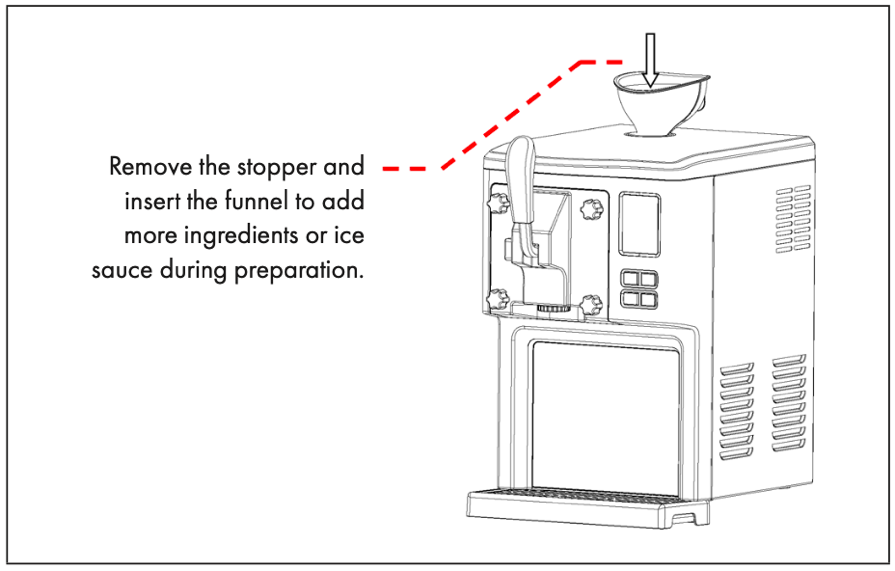 Remove the stopper and
insert the funnel to add
more ingredients or ice
sauce during preparation.